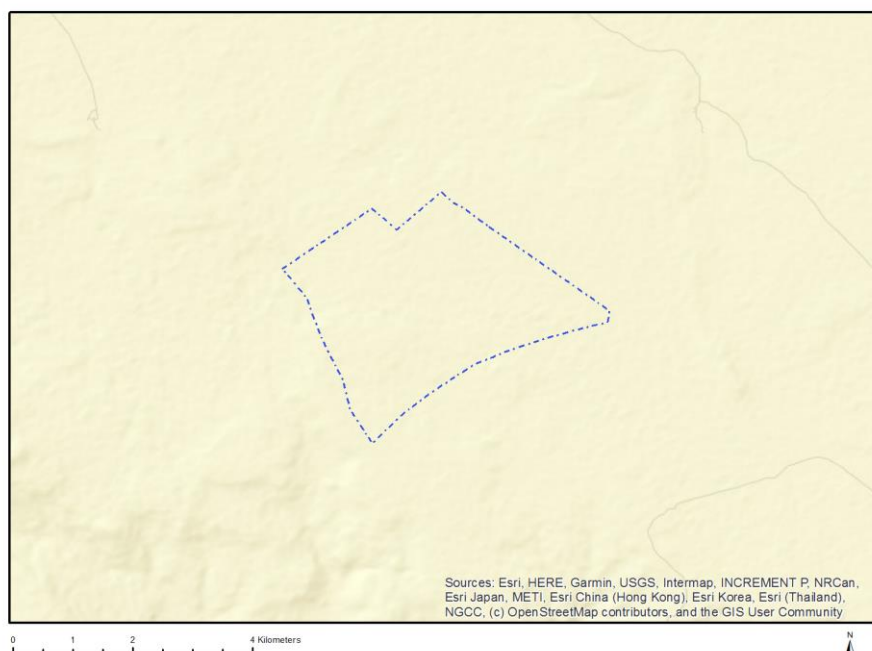 Sources: Esri, HERE, Garmin, USGS, Intermap, INCREMENT P, NRCan,
Esri Japan, METI, Esri China (Hong Kong), Esri Korea, Esri (Thailand),
NGCC, (c) OpenStreetMap contributors, and the GIS User Community
0 1 2 4 Kilometers
N